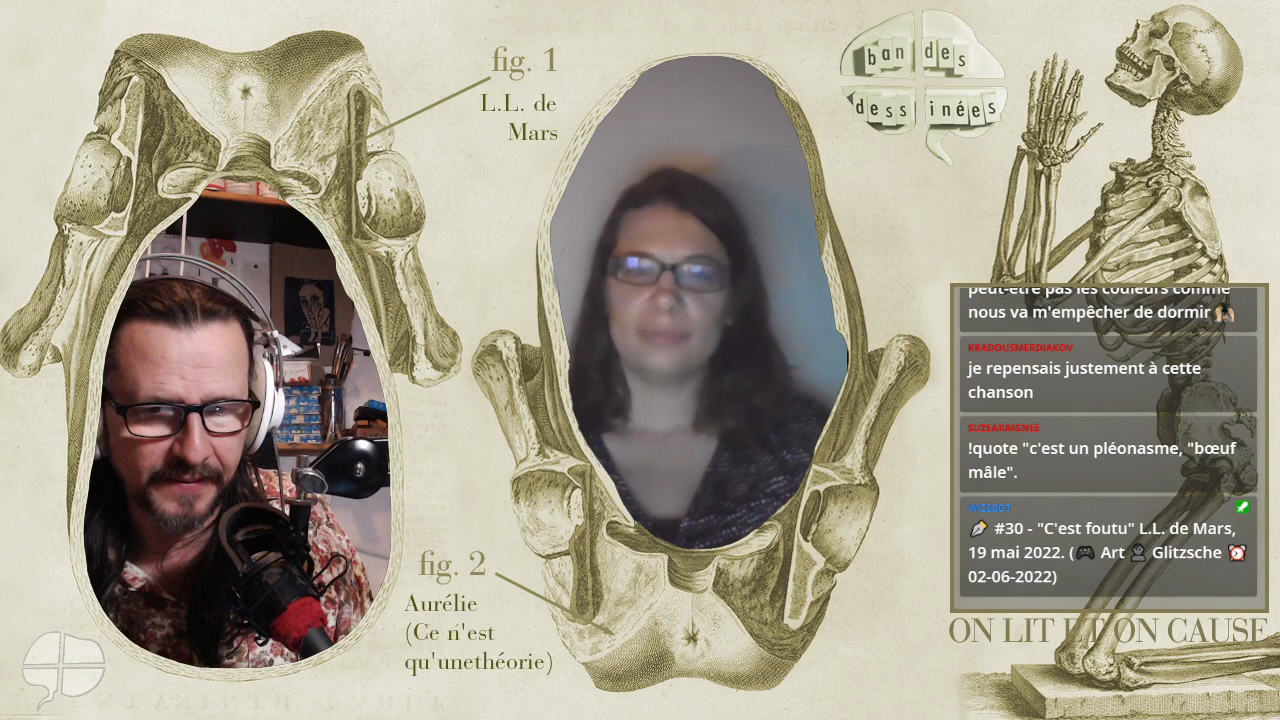 fig. 1
L.L. de
Mars
ban des
dess inées
peut-être pas les couleurs comme
nous va m'empêcher de dormir
KRADOUSMERDIAKOV
je repensais justement à cette
chanson
SUZEARAIGNEE
!quote "c'est un pléonasme, "bœuf
mâle".
WIZEBOT
#30 - "C'est foutu" L.L. de Mars,
19 mai 2022. ( Art Glitzsche
02-06-2022)
fig. 2
Aurélie
(Ce n'est
qu'unethéorie)
ON LIT ET ON CAUSE